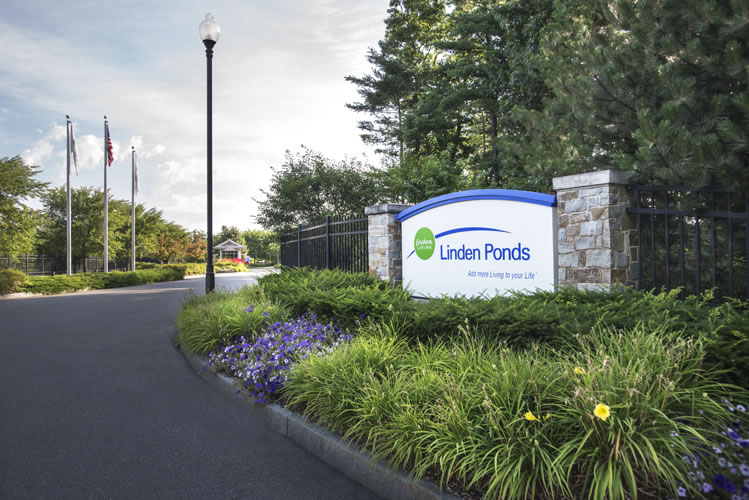 Erickson
LIVING
Linden Ponds
Add more Living to your Life